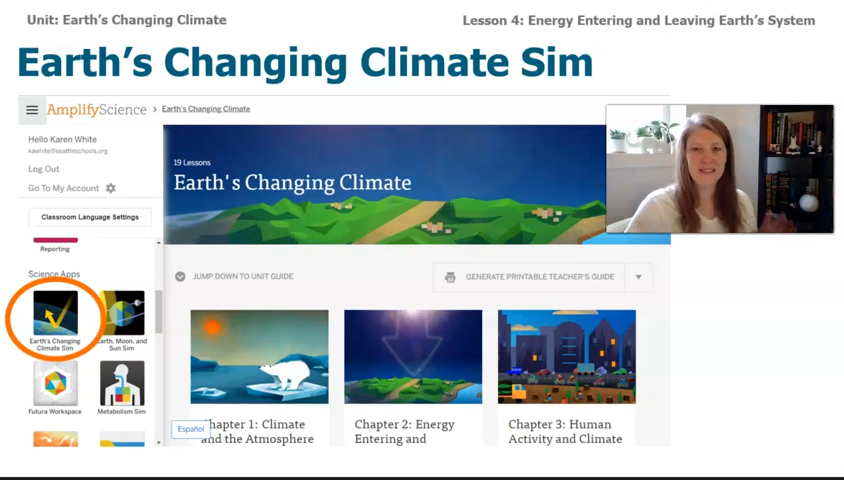 Unit: Earth's Changing Climate
Lesson 4: Energy Entering and Leaving Earth's System
Earth's Changing Climate Sim
AmplifyScience > Earth's Changing Climate
Hello Karen White
kawhite@seattleschools.org
Log Out
Go To My Account
Classroom Language Settings
Reporting
Science Apps
Earth's Changing
Climate Sim
Earth, Moon, and
Sun Sim
Futura Workspace
Metabolism Sim
19 Lessons
Earth's Changing Climate
JUMP DOWN TO UNIT GUIDE
GENERATE PRINTABLE TEACHER'S GUIDE
Español
Chapter 1: Climate
and the Atmosphere
Chapter 2: Energy
Entering and
Chapter 3: Human
Activity and Climate